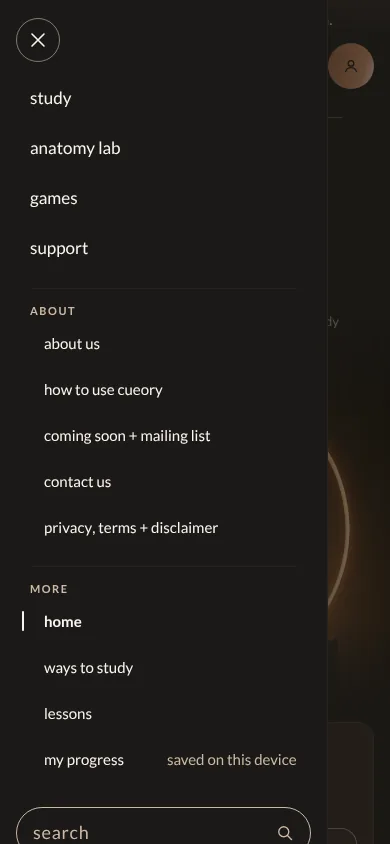 study
anatomy lab
games
support
ABOUT
about us
how to use cueory
coming soon + mailing list
contact us
privacy, terms + disclaimer
MORE
home
ways to study
lessons
my progress saved on this device
search